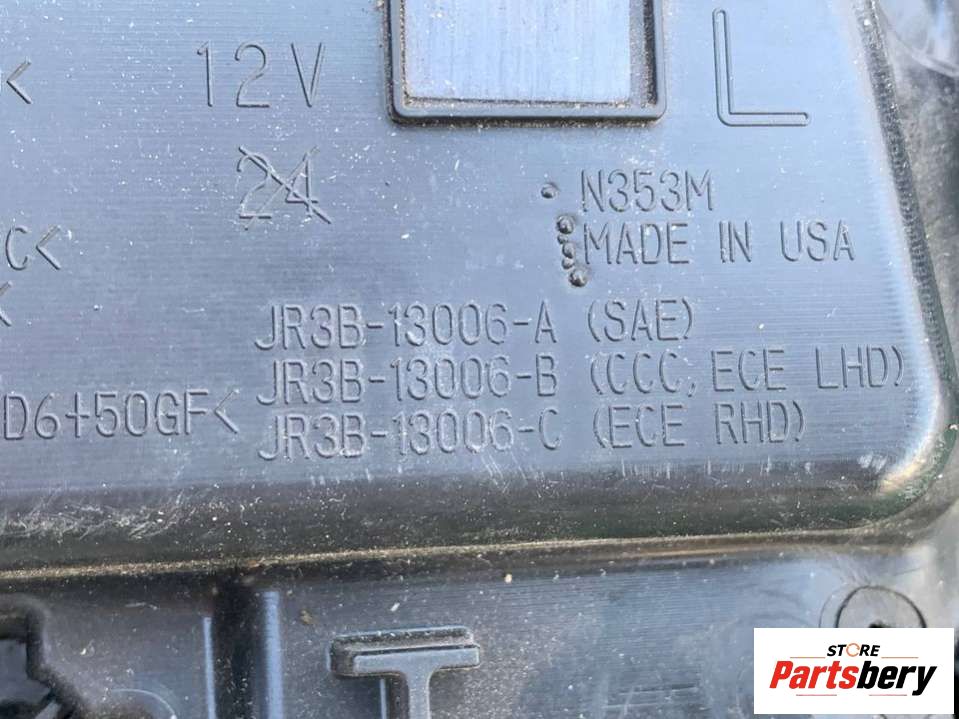 <
12V
L
24
N353M
C<
MADE IN USA
<
JR3B-13006-A (SAE)
JR3B-13006-B (CCC, ECE LHD)
D6+50GF<
JR3B-13006-C (ECE RHD)
T
STORE
Partsbery